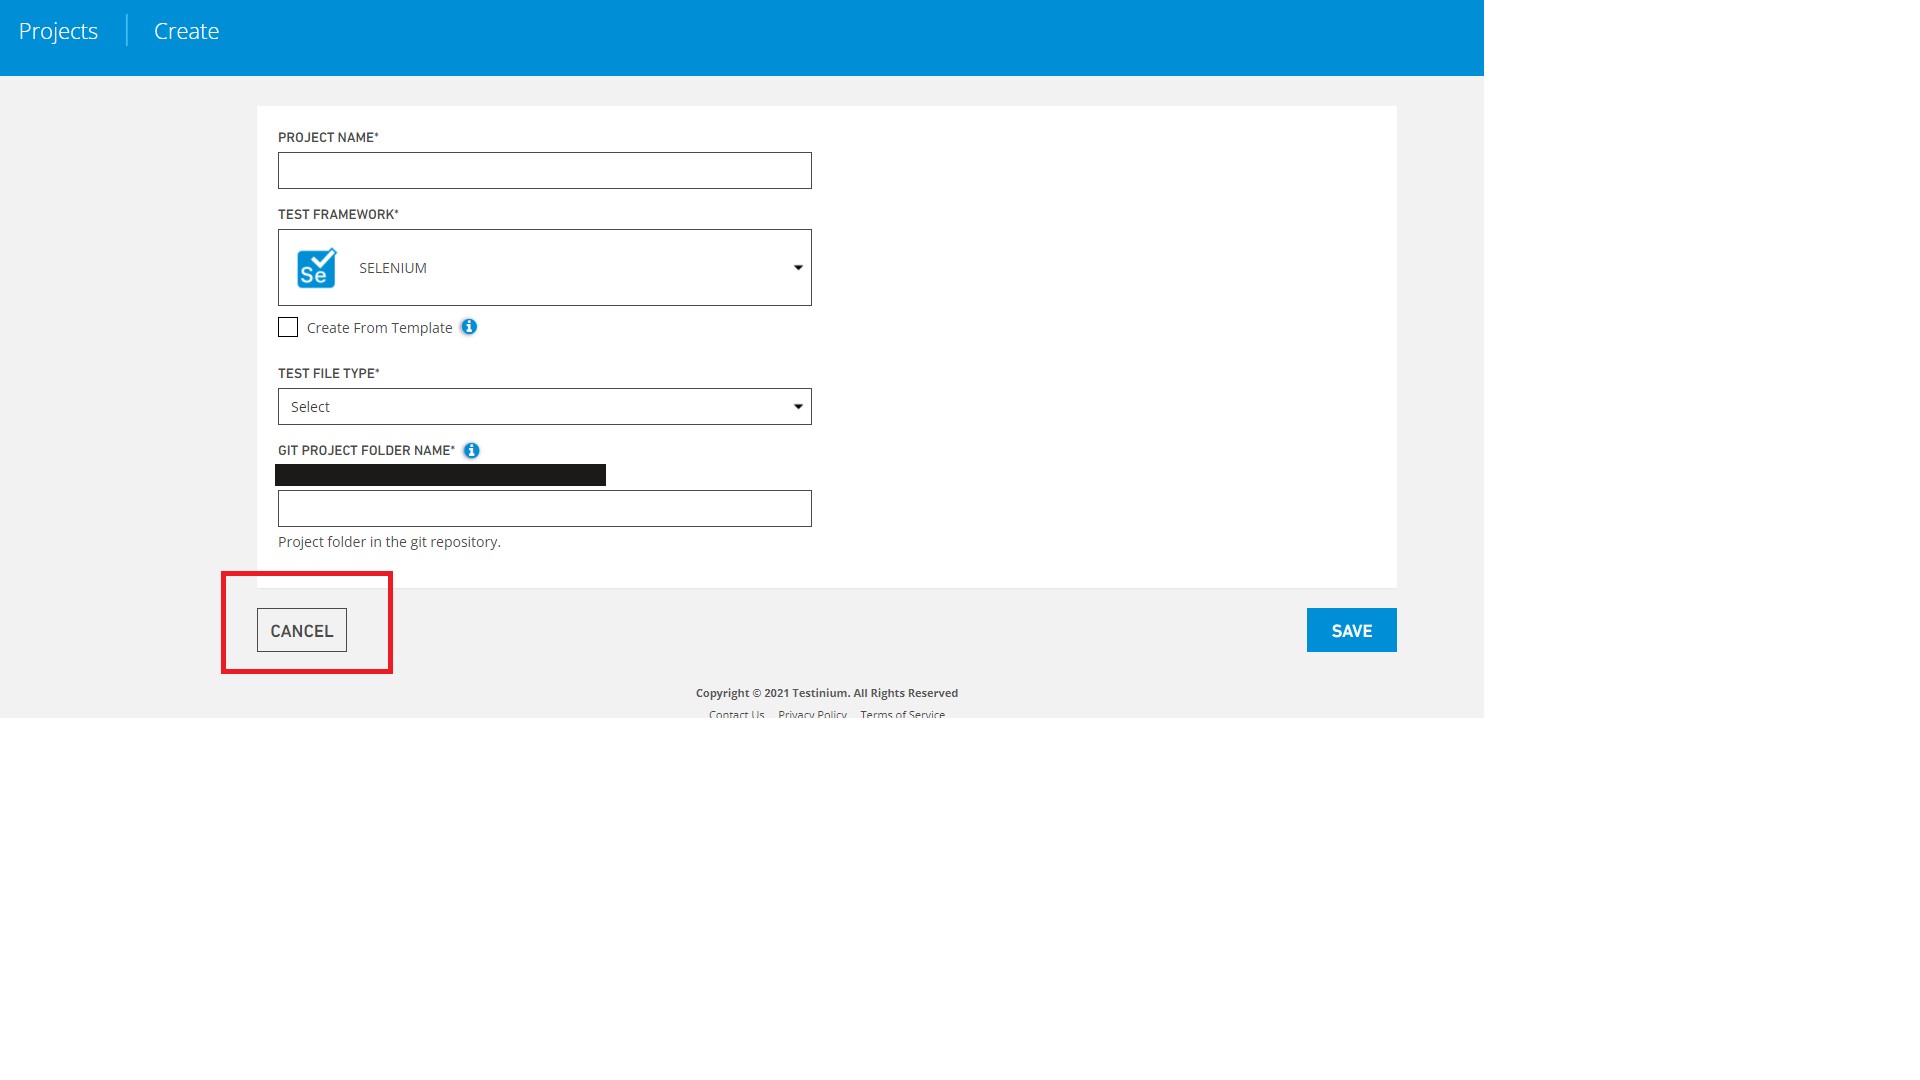 Projects Create
PROJECT NAME*
TEST FRAMEWORK*
Se SELENIUM
Create From Template
TEST FILE TYPE*
Select
GIT PROJECT FOLDER NAME*
Project folder in the git repository.
CANCEL SAVE
Copyright © 2021 Testinium. All Rights Reserved
Contact Us Privacy Policy Terms of Service